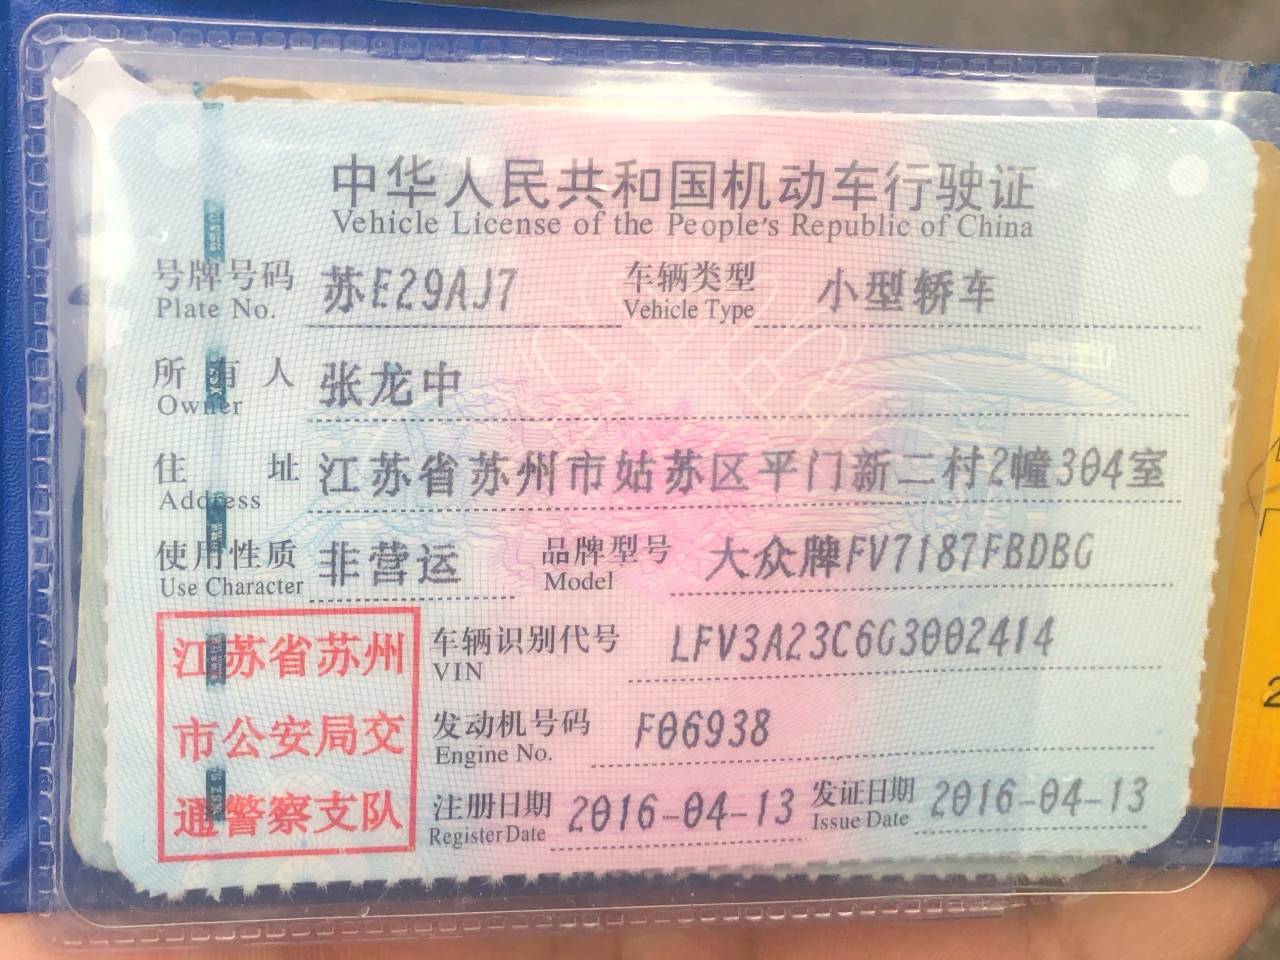 中华人民共和国机动车行驶证
Vehicle License of the People's Republic of China
号牌号码 苏E29AJ7 车辆类型 小型轿车
Plate No. Vehicle Type
所有人 张龙中
Owner
住址 江苏省苏州市姑苏区平门新二村2幢304室
Address
使用性质 非营运 品牌型号 大众牌FV7187FBDBG
Use Character Model
江苏省苏州
市公安局交
通警察支队
车辆识别代号 LFV3A23C6G3002414
VIN
发动机号码 F06938
Engine No.
注册日期 2016-04-13 发证日期 2016-04-13
Register Date Issue Date